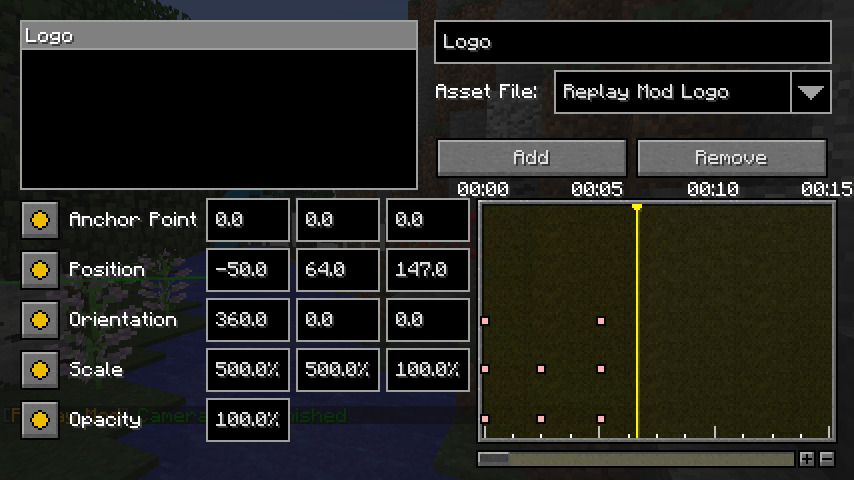 Logo
Logo
Asset File: Replay Mod Logo
Add Remove
00:00 00:05 00:10 00:15
Anchor Point 0.0 0.0 0.0
Position -50.0 64.0 147.0
Orientation 360.0 0.0 0.0
Scale 500.0% 500.0% 100.0%
Opacity 100.0%
Camera
+ -